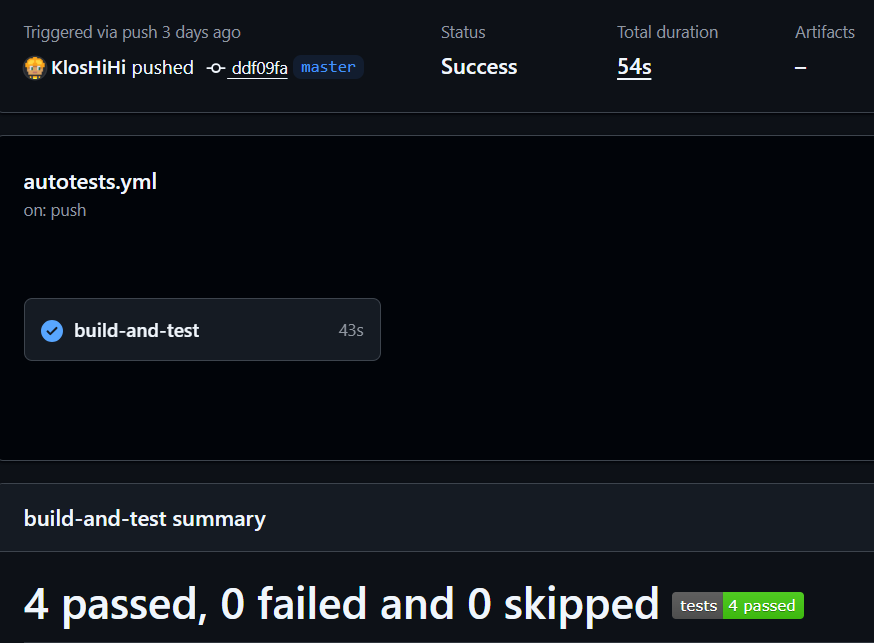 Triggered via push 3 days ago
Status
Total duration
Artifacts
KlosHiHi pushed ddf09fa master
Success
54s
–
autotests.yml
on: push
build-and-test 43s
build-and-test summary
4 passed, 0 failed and 0 skipped tests 4 passed